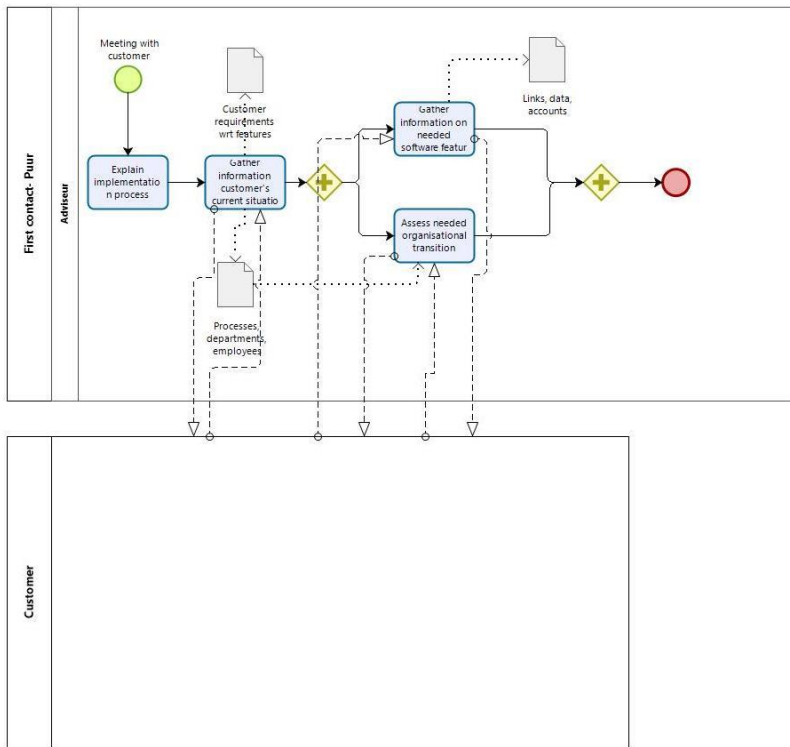 First contact- Puur
Adviseur
Meeting with
customer
Explain
implementatio
n process
Customer
requirements
wrt features
Gather
information
customer's
current situatio
Processes,
departments,
employees
Gather
information on
needed
software featur
Links, data,
accounts
Assess needed
organisational
transition
Customer